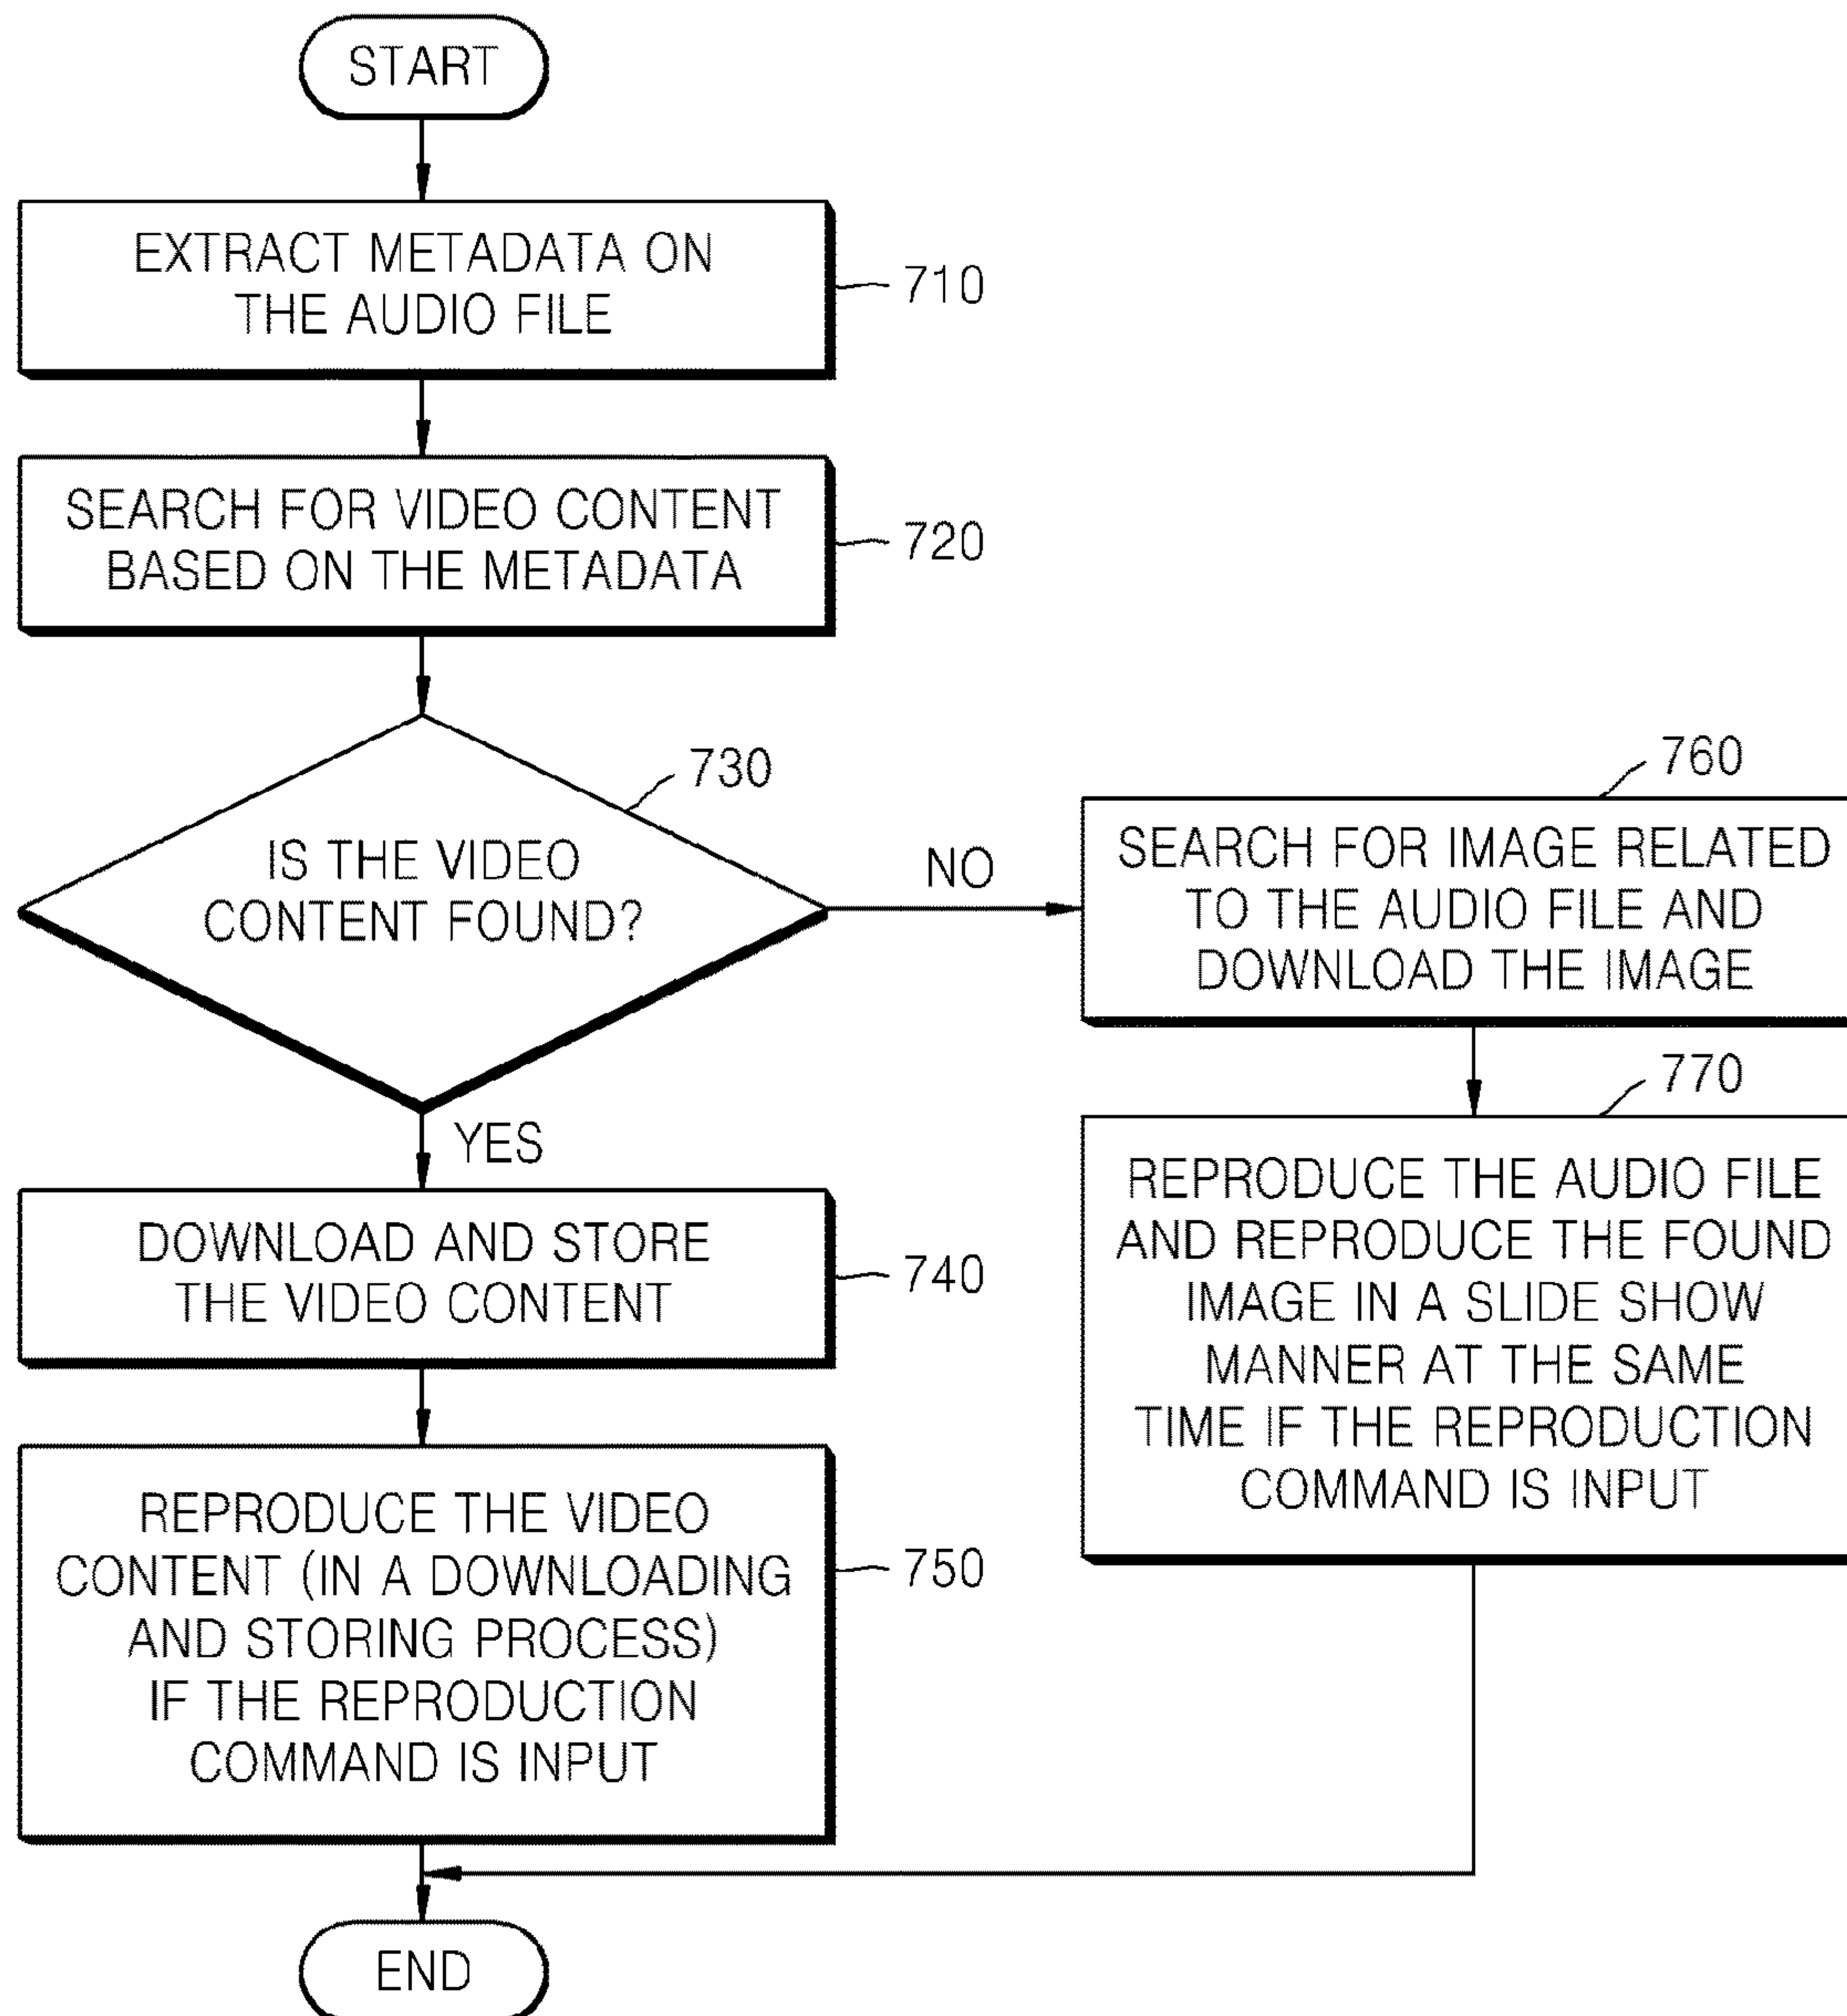 START
EXTRACT METADATA ON
THE AUDIO FILE
710
SEARCH FOR VIDEO CONTENT
BASED ON THE METADATA
720
730
IS THE VIDEO
CONTENT FOUND?
NO
YES
760
SEARCH FOR IMAGE RELATED
TO THE AUDIO FILE AND
DOWNLOAD THE IMAGE
770
REPRODUCE THE AUDIO FILE
AND REPRODUCE THE FOUND
IMAGE IN A SLIDE SHOW
MANNER AT THE SAME
TIME IF THE REPRODUCTION
COMMAND IS INPUT
DOWNLOAD AND STORE
THE VIDEO CONTENT
740
REPRODUCE THE VIDEO
CONTENT (IN A DOWNLOADING
AND STORING PROCESS)
IF THE REPRODUCTION
COMMAND IS INPUT
750
END